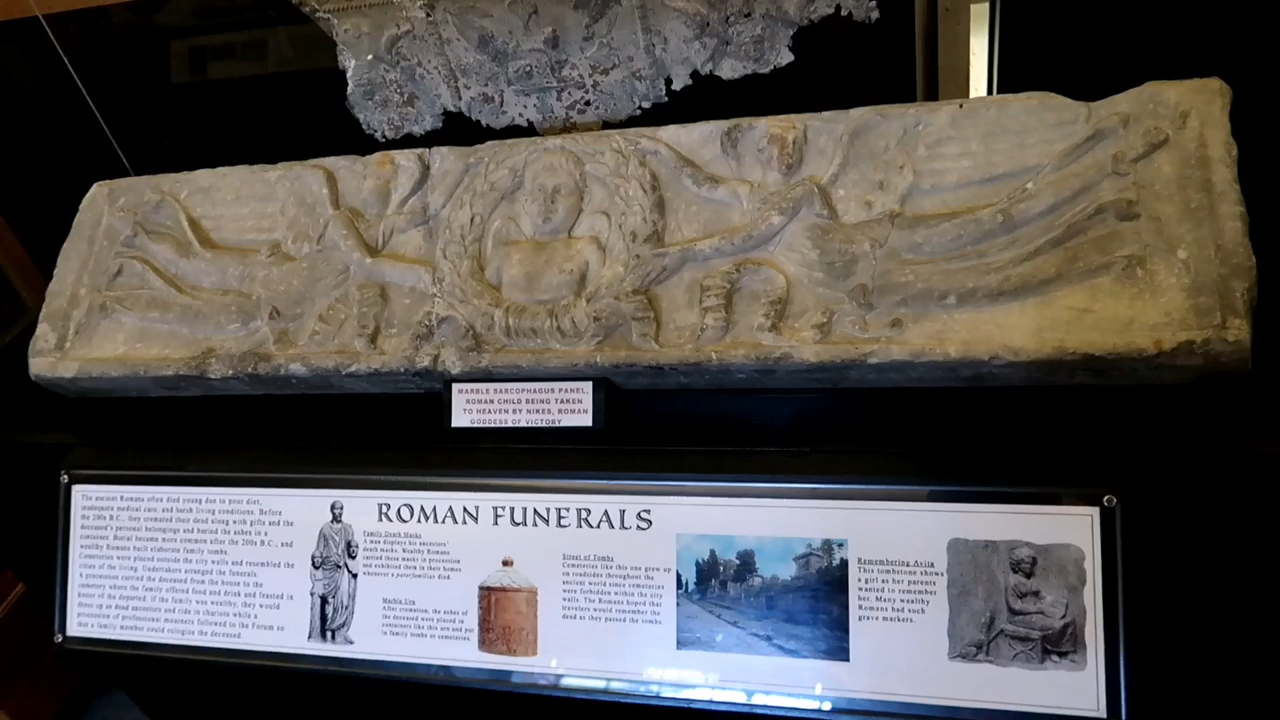 MARBLE SARCOPHAGUS PANEL,
ROMAN CHILD BEING TAKEN
TO HEAVEN BY NIKES, ROMAN
GODDESS OF VICTORY
The ancient Romans often died young due to poor diet,
inadequate medical care, and harsh living conditions. Before
the 200s B.C., they cremated their dead along with gifts and the
deceased's personal belongings and buried the ashes in a
container. Burial became more common after the 200s B.C., and
wealthy Romans built elaborate family tombs.
Cemeteries were placed outside the city walls and resembled the
cities of the living. Undertakers arranged the funerals.
A procession carried the deceased from the house to the
cemetery where the family offered food and drink and feasted in
honor of the departed. If the family was wealthy, they would
dress up as dead ancestors and ride in chariots while a
procession of professional mourners followed to the Forum so
that a family member could eulogize the deceased.
ROMAN FUNERALS
Family Death Masks
A man displays his ancestors'
death masks. Wealthy Romans
carried these masks in procession
and exhibited them in their homes
whenever a paterfamilias died.
Marble Urn
After cremation, the ashes of
the deceased were placed in
containers like this urn and put
in family tombs or cemeteries.
Street of Tombs
Cemeteries like this one grew up
on roadsides throughout the
ancient world since cemeteries
were forbidden within the city
walls. The Romans hoped that
travelers would remember the
dead as they passed the tombs.
Remembering Avita
This tombstone shows
a girl as her parents
wanted to remember
her. Many wealthy
Romans had such
grave markers.